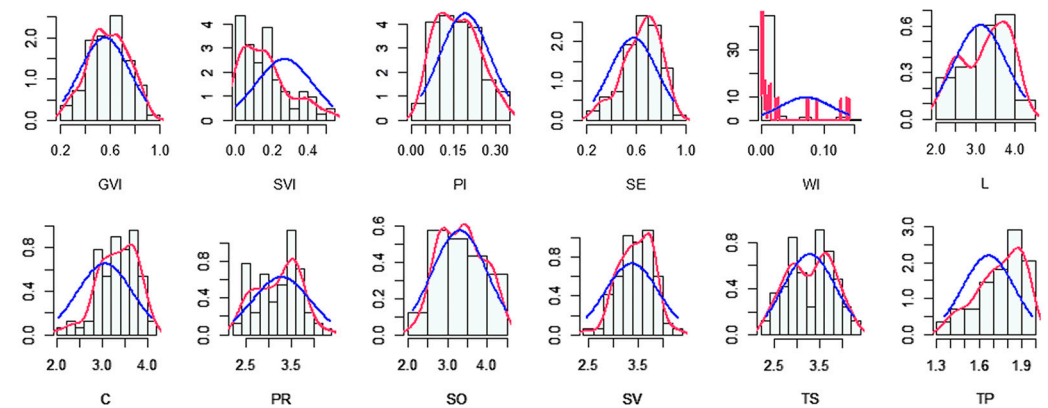 0.0 1.0 2.0
0.2 0.6 1.0
GVI
0 1 2 3 4
0.0 0.2 0.4
SVI
0 1 2 3 4
0.00 0.15 0.30
PI
0.0 1.0 2.0
0.2 0.6 1.0
SE
0 10 30
0.00 0.10
WI
0.0 0.3 0.6
2.0 3.0 4.0
L
0.0 0.4 0.8
2.0 3.0 4.0
C
0.0 0.4 0.8
2.5 3.5
PR
0.0 0.2 0.4 0.6
2.0 3.0 4.0
SO
0.0 0.4 0.8
2.5 3.5
SV
0.0 0.4 0.8
2.5 3.5
TS
0.0 1.0 2.0 3.0
1.3 1.6 1.9
TP